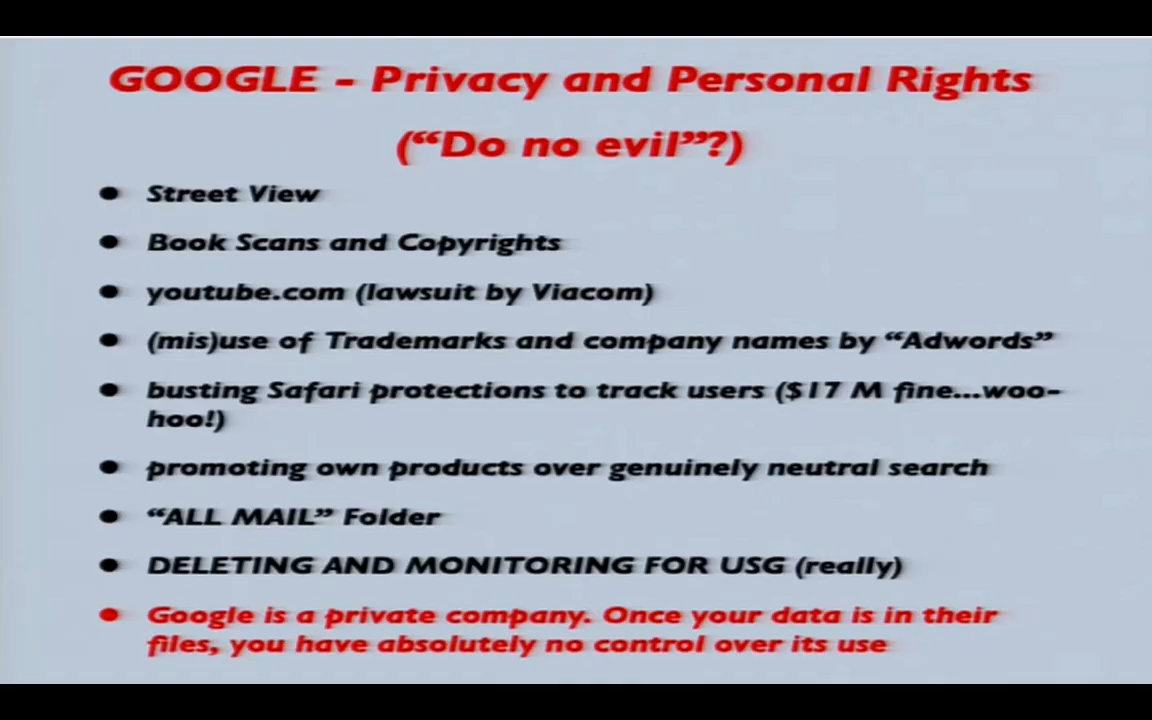 GOOGLE - Privacy and Personal Rights
(“Do no evil”?)
• Street View
• Book Scans and Copyrights
• youtube.com (lawsuit by Viacom)
• (mis)use of Trademarks and company names by “Adwords”
• busting Safari protections to track users ($17 M fine...woo-
hoo!)
• promoting own products over genuinely neutral search
• “ALL MAIL” Folder
• DELETING AND MONITORING FOR USG (really)
• Google is a private company. Once your data is in their
files, you have absolutely no control over its use